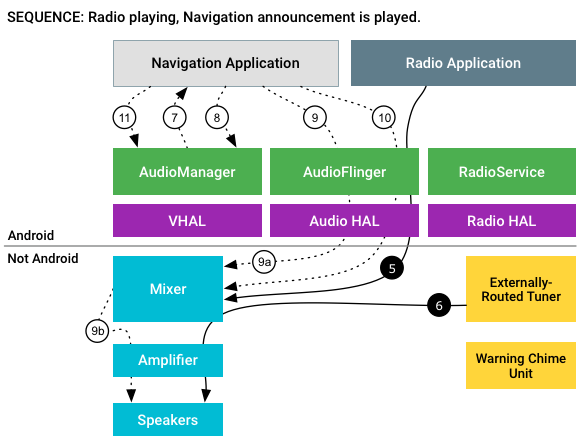 SEQUENCE: Radio playing, Navigation announcement is played.
Navigation Application
Radio Application
11
7
8
9
10
AudioManager
AudioFlinger
RadioService
VHAL
Audio HAL
Radio HAL
Android
Not Android
9a
5
Mixer
Externally-
Routed Tuner
6
9b
Amplifier
Warning Chime
Unit
Speakers